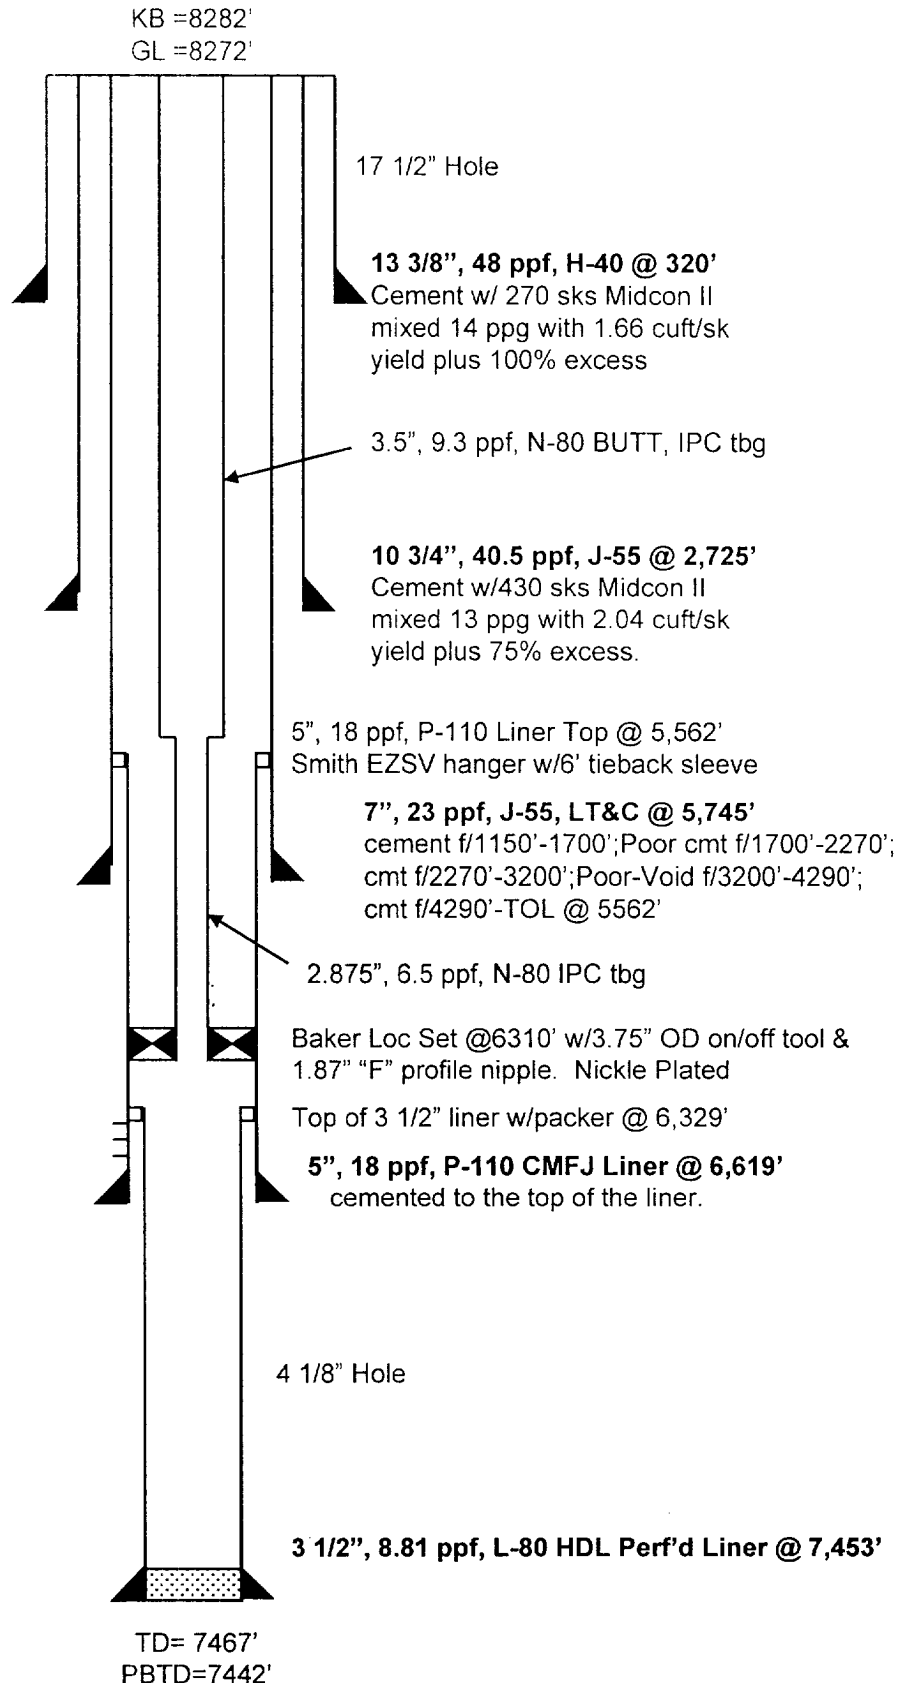 KB =8282'
GL =8272'
17 1/2” Hole
13 3/8”, 48 ppf, H-40 @ 320'
Cement w/ 270 sks Midcon II
mixed 14 ppg with 1.66 cuft/sk
yield plus 100% excess
3.5”, 9.3 ppf, N-80 BUTT, IPC tbg
10 3/4”, 40.5 ppf, J-55 @ 2,725'
Cement w/430 sks Midcon II
mixed 13 ppg with 2.04 cuft/sk
yield plus 75% excess.
5”, 18 ppf, P-110 Liner Top @ 5,562'
Smith EZSV hanger w/6' tieback sleeve
7”, 23 ppf, J-55, LT&C @ 5,745'
cement f/1150'-1700';Poor cmt f/1700'-2270';
cmt f/2270'-3200';Poor-Void f/3200'-4290';
cmt f/4290'-TOL @ 5562'
2.875”, 6.5 ppf, N-80 IPC tbg
Baker Loc Set @6310' w/3.75” OD on/off tool &
1.87” “F” profile nipple.  Nickle Plated
Top of 3 1/2” liner w/packer @ 6,329'
5”, 18 ppf, P-110 CMFJ Liner @ 6,619'
cemented to the top of the liner.
4 1/8” Hole
3 1/2”, 8.81 ppf, L-80 HDL Perf'd Liner @ 7,453'
TD= 7467'
PBTD=7442'